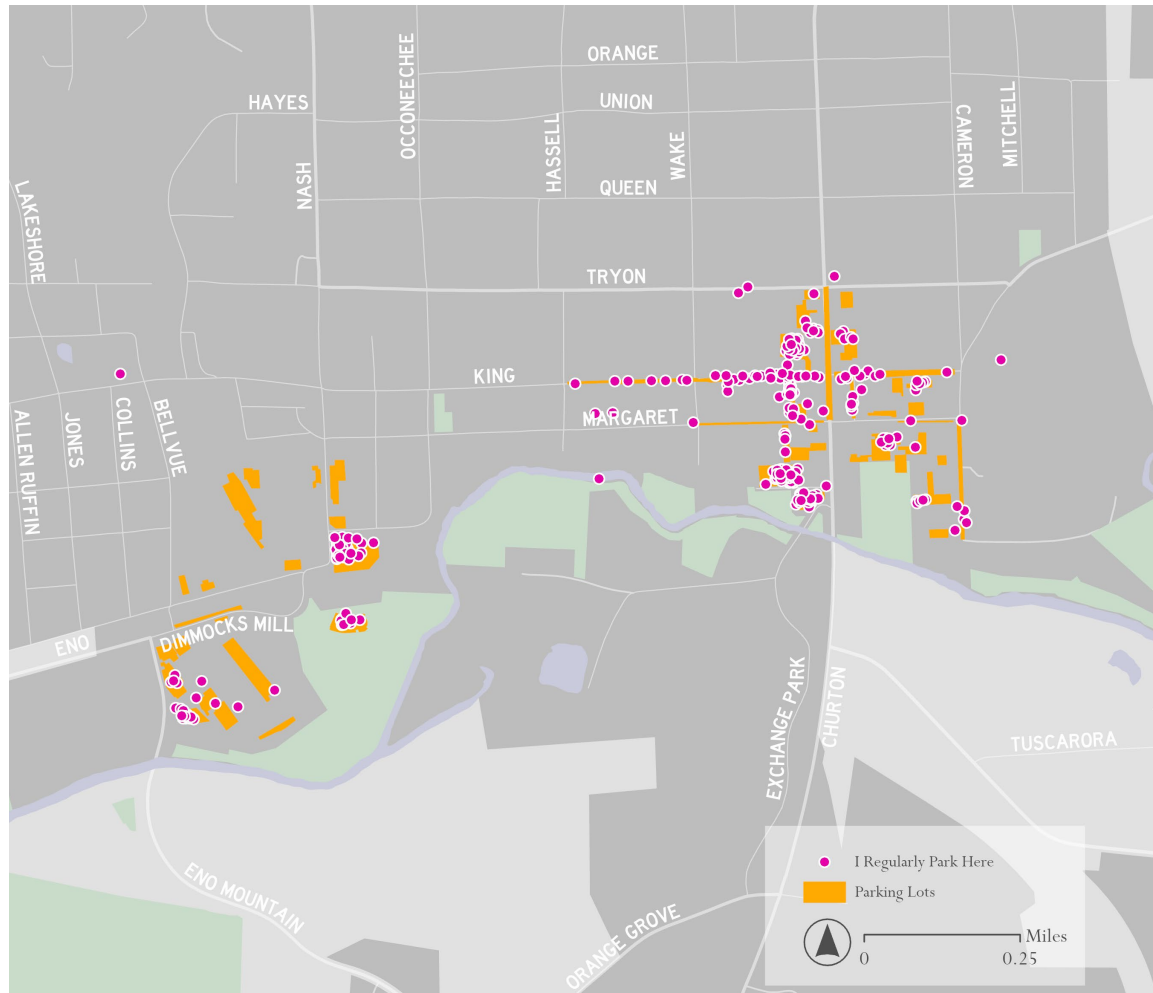 ORANGE
OCCONEECHEE
HAYES
UNION
CAMERON
MITCHELL
HASSELL
WAKE
NASH
QUEEN
LAKESHORE
TRYON
KING
MARGARET
ALLEN RUFFIN
JONES
COLLINS
BELLVUE
ENO
DIMMOCKS MILL
EXCHANGE PARK
CHURTON
TUSCARORA
ENO MOUNTAIN
ORANGE GROVE
I Regularly Park Here
Parking Lots
Miles
0 0.25